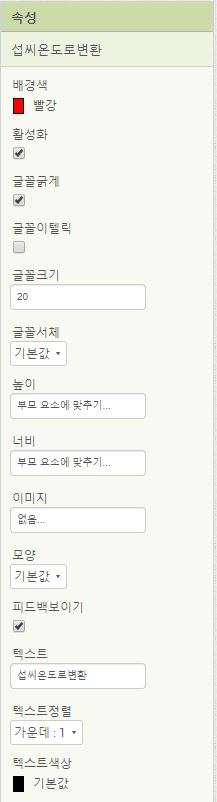 속성
섭씨온도로변환
배경색
빨강
활성화
글꼴굵게
글꼴이텔릭
글꼴크기
20
글꼴서체
기본값
높이
부모 요소에 맞추기...
너비
부모 요소에 맞추기...
이미지
없음...
모양
기본값
피드백보이기
텍스트
섭씨온도로변환
텍스트정렬
가운데 : 1
텍스트색상
기본값